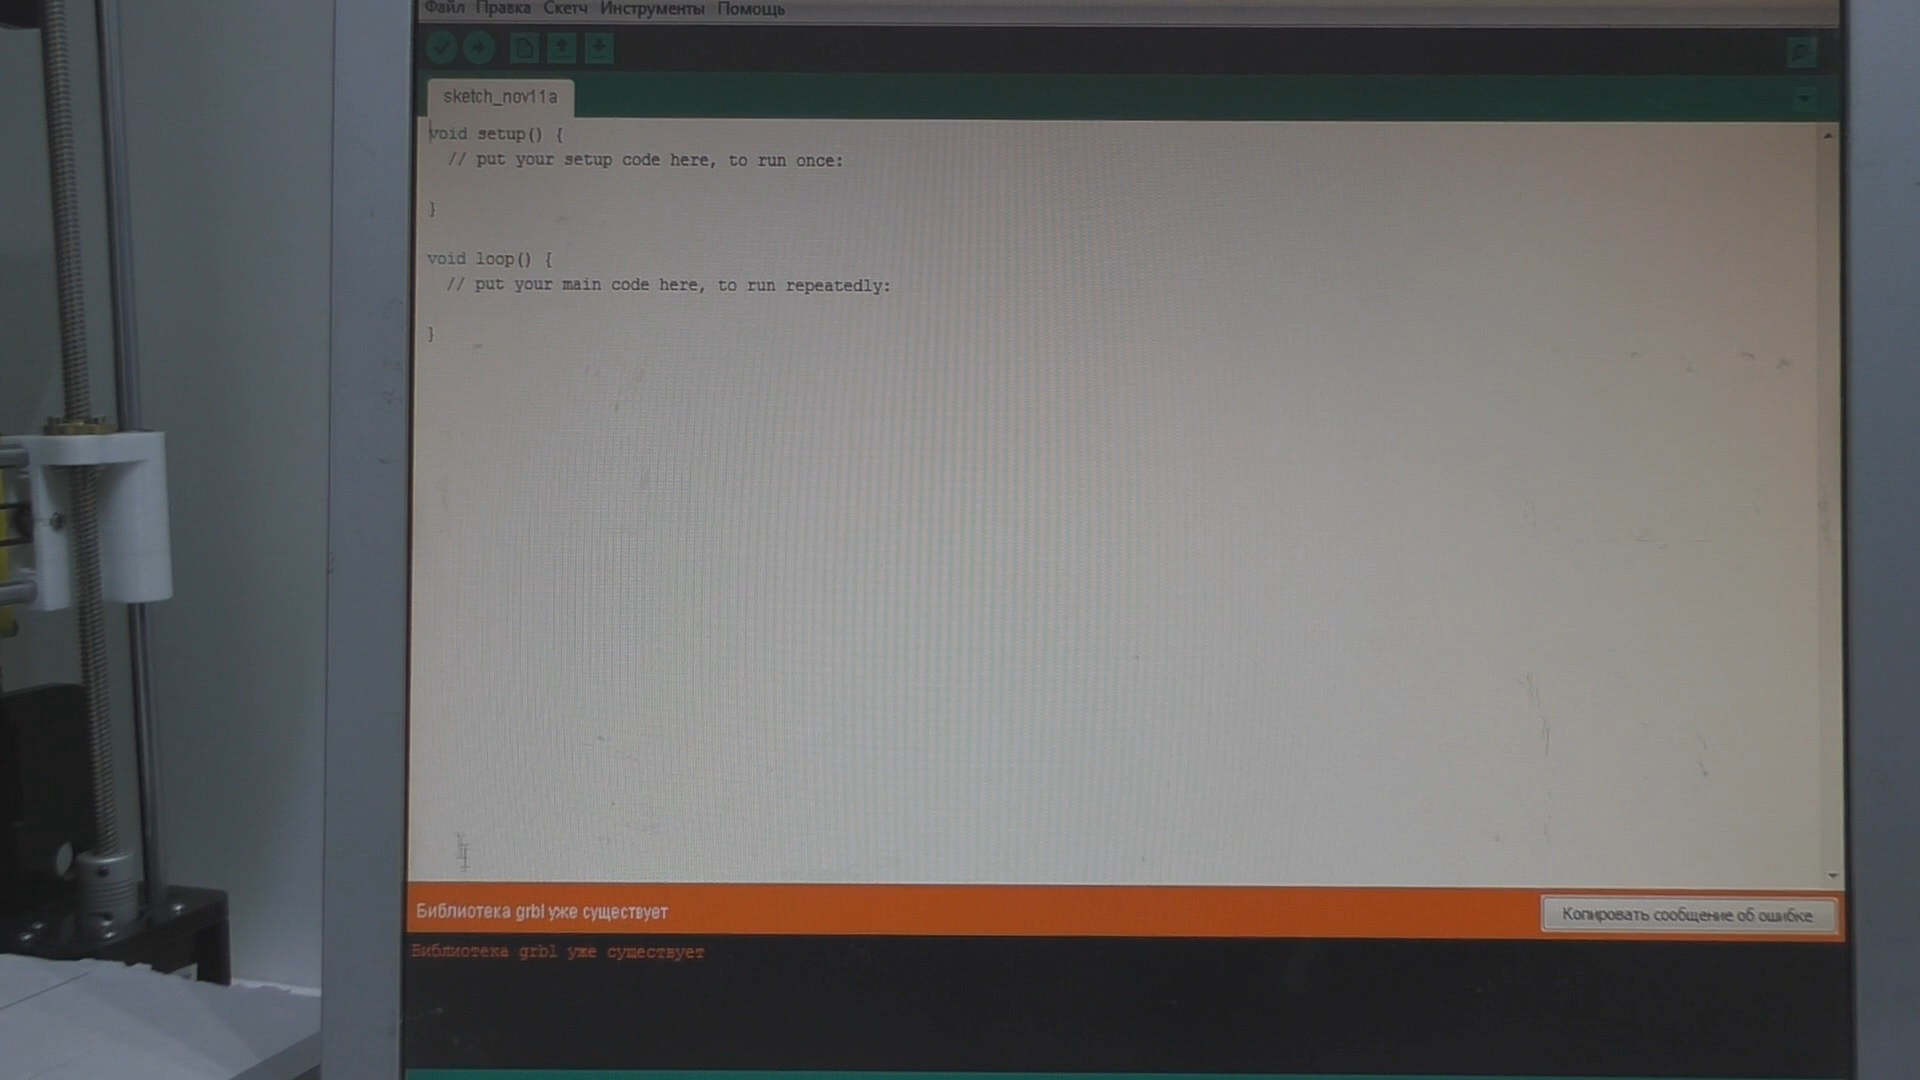 Файл Правка Скетч Инструменты Помощь
sketch_nov11a
void setup() {
  // put your setup code here, to run once:
}
void loop() {
  // put your main code here, to run repeatedly:
}
Библиотека grbl уже существует
Копировать сообщение об ошибке
Библиотека grbl уже существует